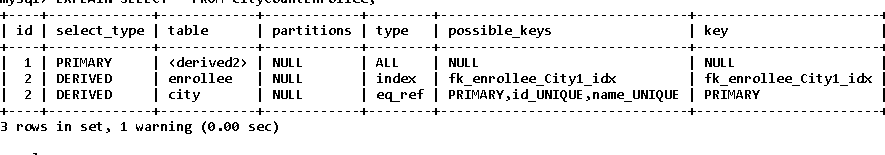 mysql> EXPLAIN SELECT * FROM CityCountEnrollee;
+----+-------------+------------+------------+--------+-----------------------------+-----------------------+
| id | select_type | table      | partitions | type   | possible_keys               | key                   |
+----+-------------+------------+------------+--------+-----------------------------+-----------------------+
|  1 | PRIMARY     | <derived2> | NULL       | ALL    | NULL                        | NULL                  |
|  2 | DERIVED     | enrollee   | NULL       | index  | fk_enrollee_City1_idx       | fk_enrollee_City1_idx |
|  2 | DERIVED     | city       | NULL       | eq_ref | PRIMARY,id_UNIQUE,name_UNIQUE | PRIMARY               |
+----+-------------+------------+------------+--------+-----------------------------+-----------------------+
3 rows in set, 1 warning (0.00 sec)